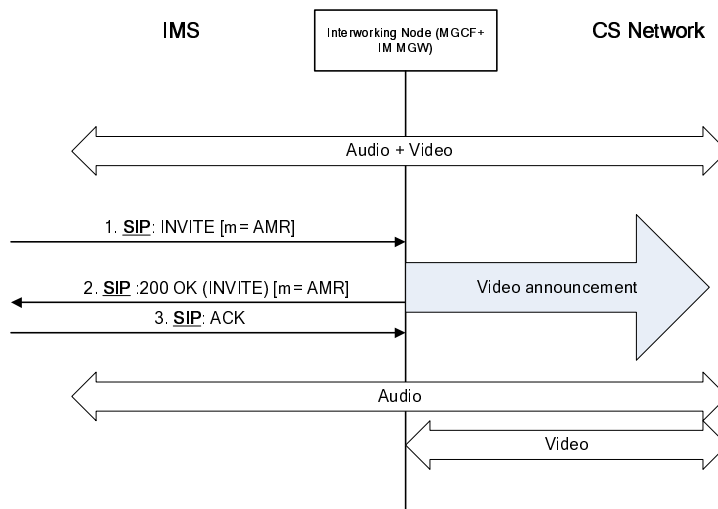 IMS
Interworking Node (MGCF+
IM MGW)
CS Network
Audio + Video
1. SIP: INVITE [m= AMR]
2. SIP :200 OK (INVITE) [m= AMR]
Video announcement
3. SIP: ACK
Audio
Video